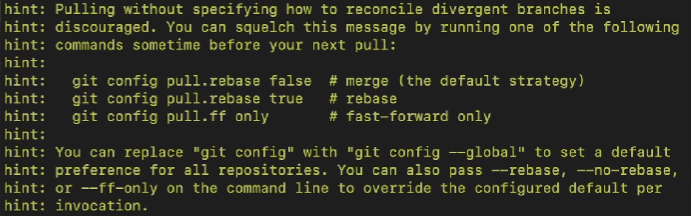 hint: Pulling without specifying how to reconcile divergent branches is
hint: discouraged. You can squelch this message by running one of the following
hint: commands sometime before your next pull:
hint:
hint:   git config pull.rebase false  # merge (the default strategy)
hint:   git config pull.rebase true   # rebase
hint:   git config pull.ff only       # fast-forward only
hint:
hint: You can replace "git config" with "git config --global" to set a default
hint: preference for all repositories. You can also pass --rebase, --no-rebase,
hint: or --ff-only on the command line to override the configured default per
hint: invocation.